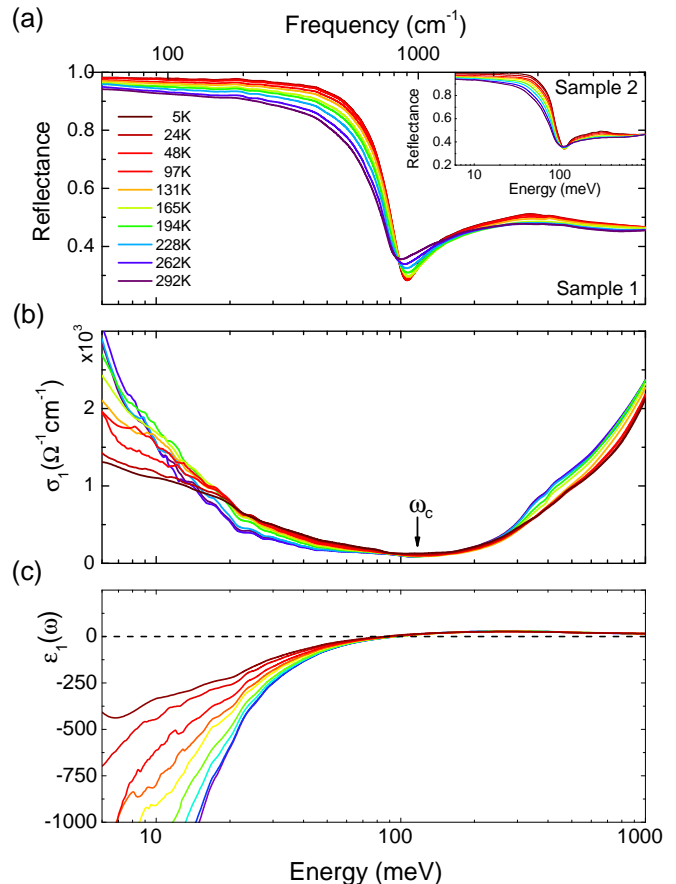 (a)
Frequency (cm-1)
100
1000
1.0
0.8
0.6
0.4
Reflectance
5K
24K
48K
97K
131K
165K
194K
228K
262K
292K
Sample 1
Sample 2
0.8
0.6
0.4
0.2
Reflectance
10
100
Energy (meV)
(b)
x10³
2
1
0
σ₁(Ω⁻¹cm⁻¹)
ωc
(c)
ε₁(ω)
0
-250
-500
-750
-1000
10
100
1000
Energy (meV)